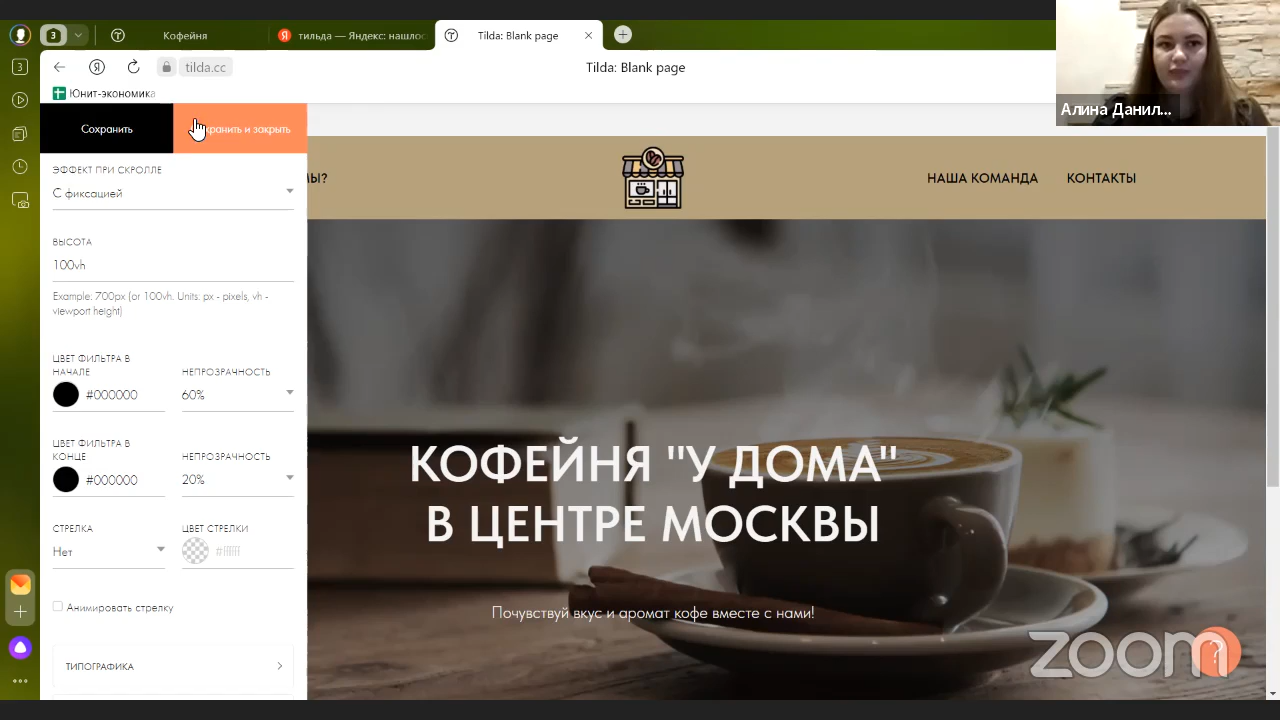 3
Кофейня
тильда — Яндекс: нашлос
Tilda: Blank page
3
tilda.cc
Tilda: Blank page
Юнит-экономика
Алина Данил...
Сохранить
хранить и закрыть
ЭФФЕКТ ПРИ СКРОЛЛЕ
С фиксацией
ВЫСОТА
100vh
Example: 700px (or 100vh. Units: px - pixels, vh -
viewport height)
ЦВЕТ ФИЛЬТРА В
НАЧАЛЕ
НЕПРОЗРАЧНОСТЬ
#000000
60%
ЦВЕТ ФИЛЬТРА В
КОНЦЕ
НЕПРОЗРАЧНОСТЬ
#000000
20%
СТРЕЛКА
ЦВЕТ СТРЕЛКИ
Нет
#ffffff
Анимировать стрелку
ТИПОГРАФИКА
Ы?
НАША КОМАНДА
КОНТАКТЫ
КОФЕЙНЯ "У ДОМА"
В ЦЕНТРЕ МОСКВЫ
Почувствуй вкус и аромат кофе вместе с нами!
zoom
?